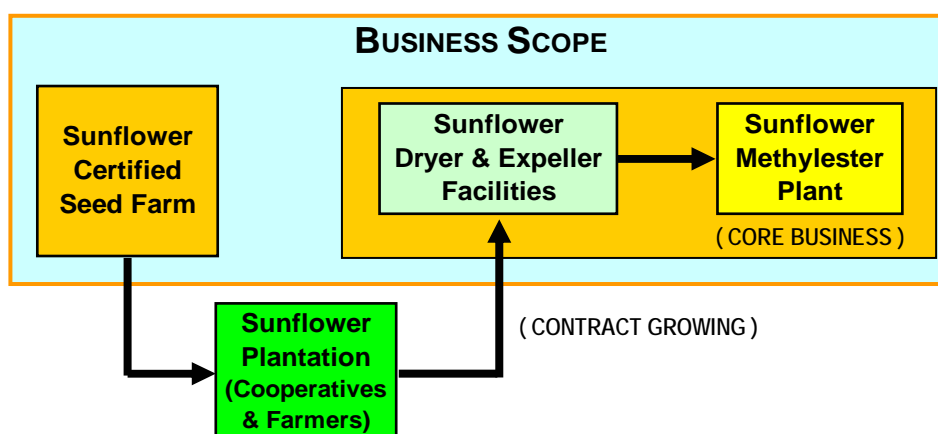 BUSINESS SCOPE
Sunflower
Certified
Seed Farm
Sunflower
Dryer & Expeller
Facilities
Sunflower
Methylester
Plant
( CORE BUSINESS )
Sunflower
Plantation
(Cooperatives
& Farmers)
( CONTRACT GROWING )